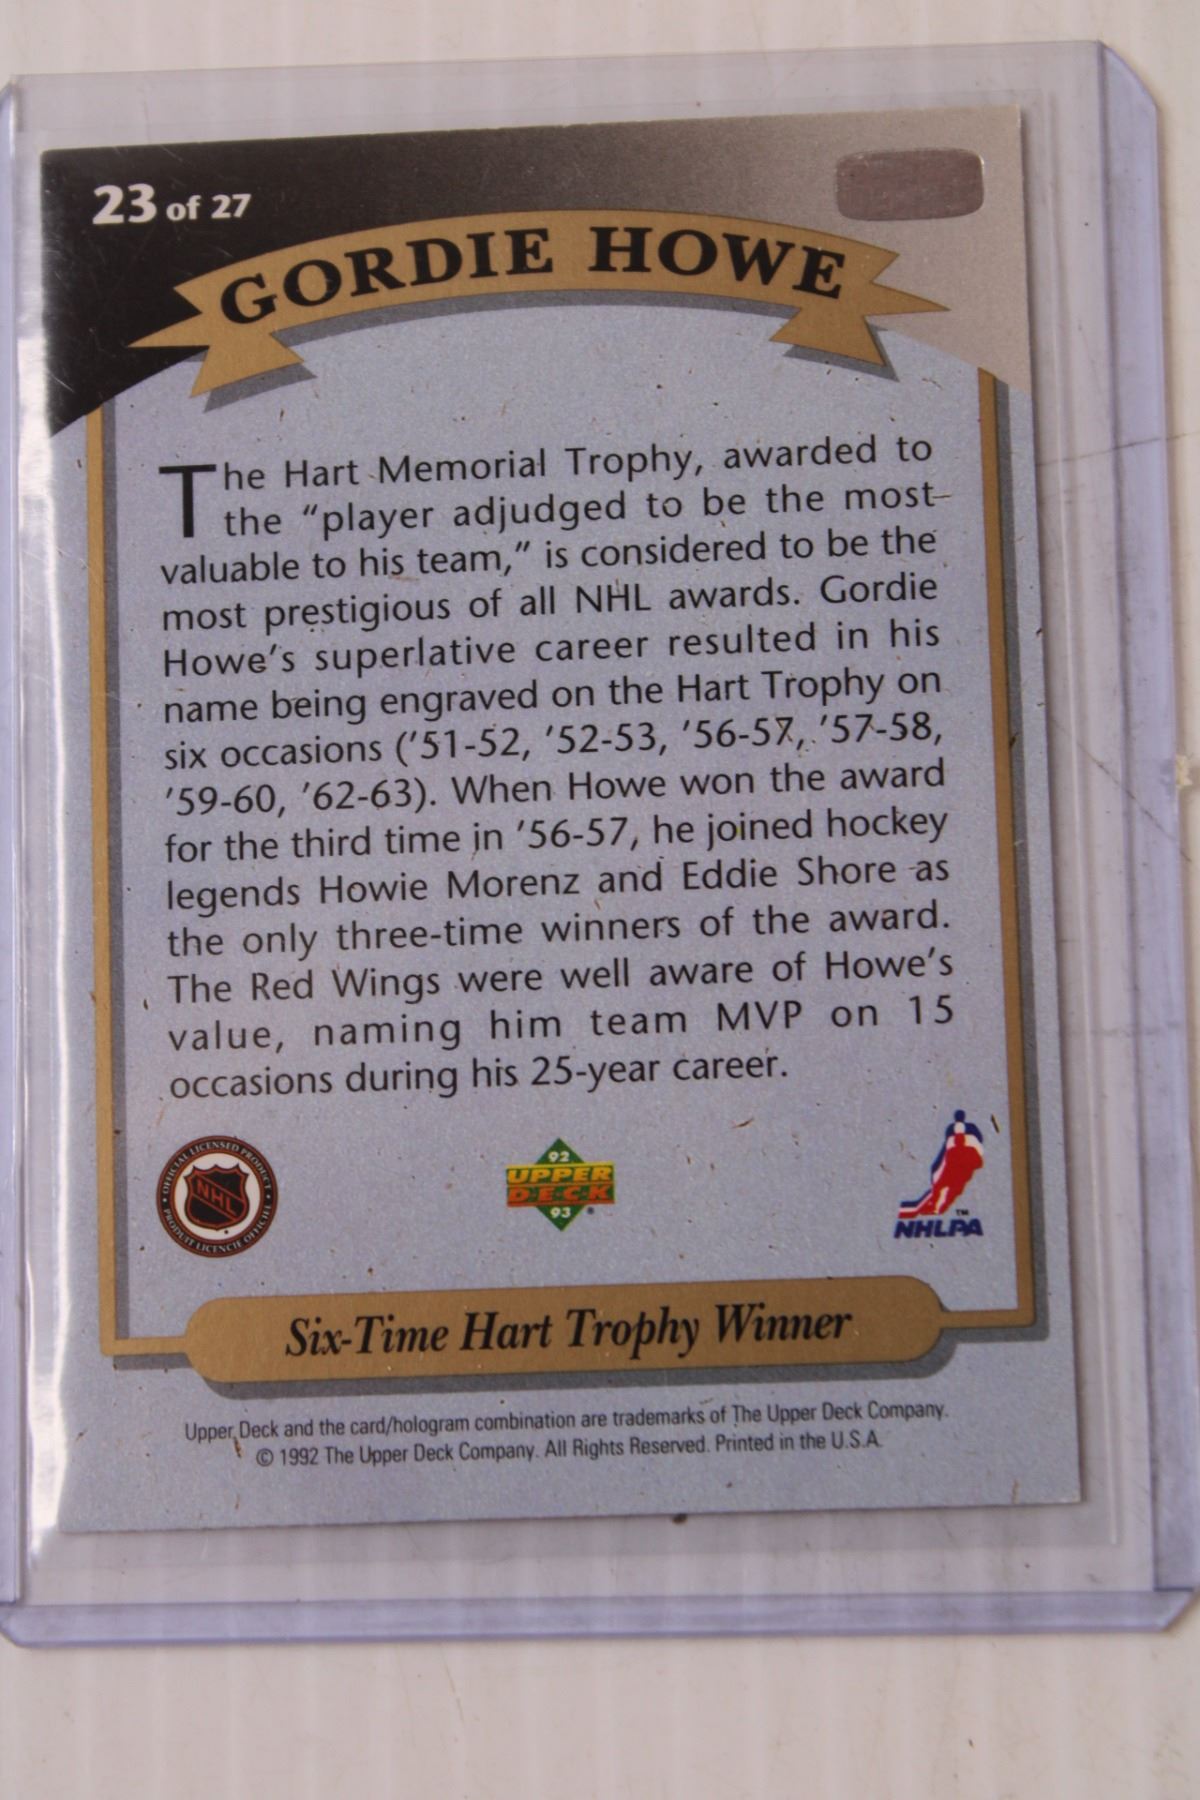 23 of 27
GORDIE HOWE
The Hart Memorial Trophy, awarded to
the “player adjudged to be the most
valuable to his team,” is considered to be the
most prestigious of all NHL awards. Gordie
Howe’s superlative career resulted in his
name being engraved on the Hart Trophy on
six occasions (’51-52, ’52-53, ’56-57, ’57-58,
’59-60, ’62-63). When Howe won the award
for the third time in ’56-57, he joined hockey
legends Howie Morenz and Eddie Shore as
the only three-time winners of the award.
The Red Wings were well aware of Howe’s
value, naming him team MVP on 15
occasions during his 25-year career.
OFFICIAL LICENSED PRODUCT
NHL
PRODUIT LICENCIE OFFICIEL
92
UPPER
DECK
93 ®
TM
NHLPA
Six-Time Hart Trophy Winner
Upper Deck and the card/hologram combination are trademarks of The Upper Deck Company.
© 1992 The Upper Deck Company. All Rights Reserved. Printed in the U.S.A.